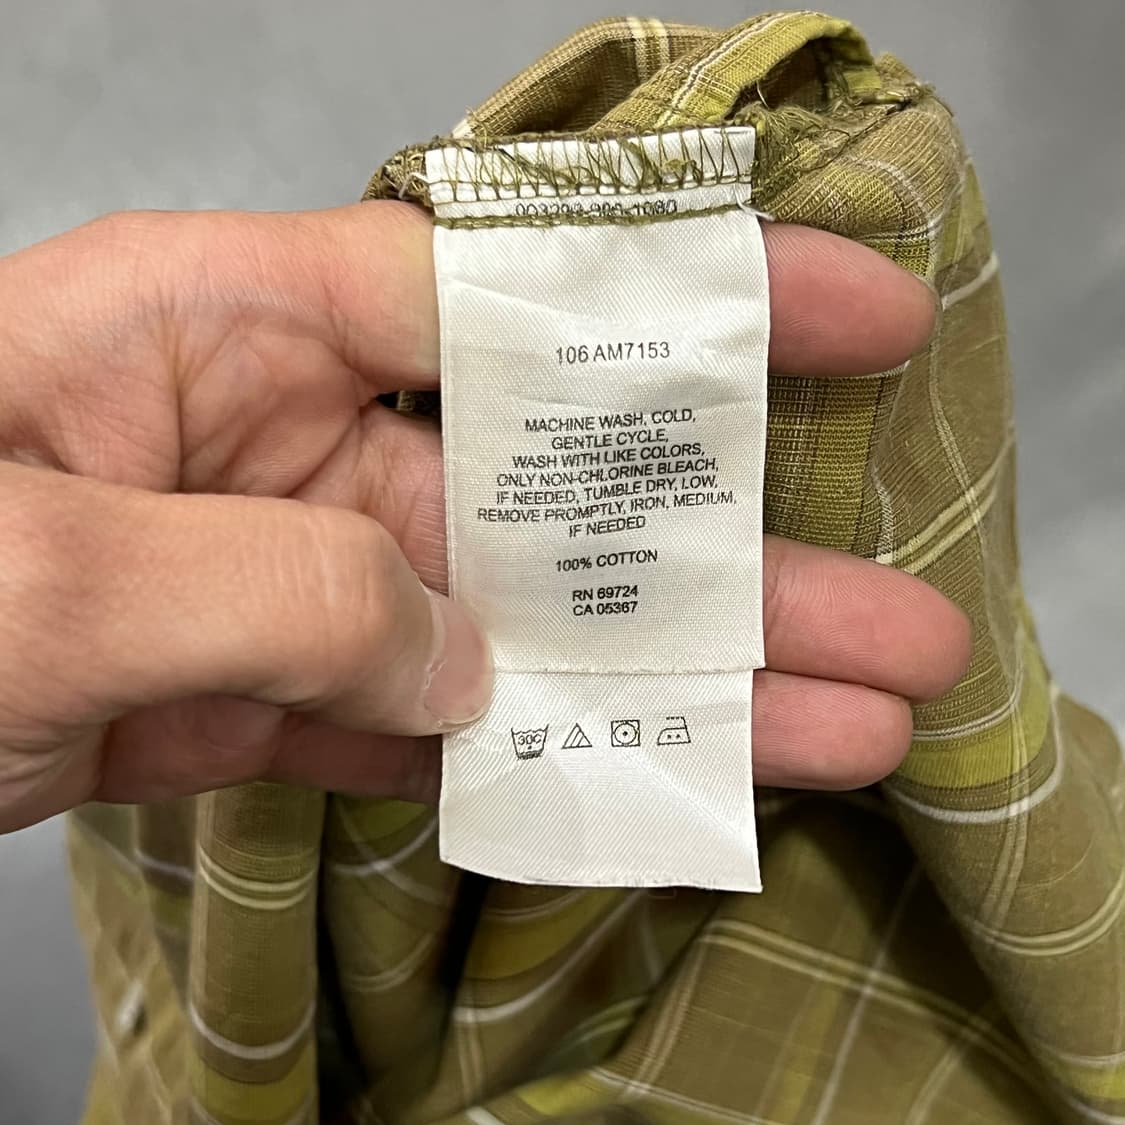 106 AM7153
MACHINE WASH, COLD,
GENTLE CYCLE,
WASH WITH LIKE COLORS,
ONLY NON-CHLORINE BLEACH,
IF NEEDED, TUMBLE DRY, LOW,
REMOVE PROMPTLY, IRON, MEDIUM,
IF NEEDED
100% COTTON
RN 69724
CA 05367
30C